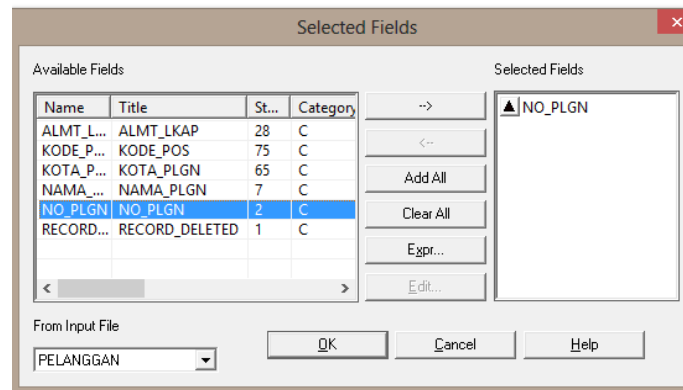 Selected Fields
Available Fields
Selected Fields
Name Title St... Category
ALMT_L... ALMT_LKAP 28 C
KODE_P... KODE_POS 75 C
KOTA_P... KOTA_PLGN 65 C
NAMA_... NAMA_PLGN 7 C
NO_PLGN NO_PLGN 2 C
RECORD... RECORD_DELETED 1 C
-->
<--
Add All
Clear All
Expr...
Edit...
NO_PLGN
From Input File
PELANGGAN
OK
Cancel
Help